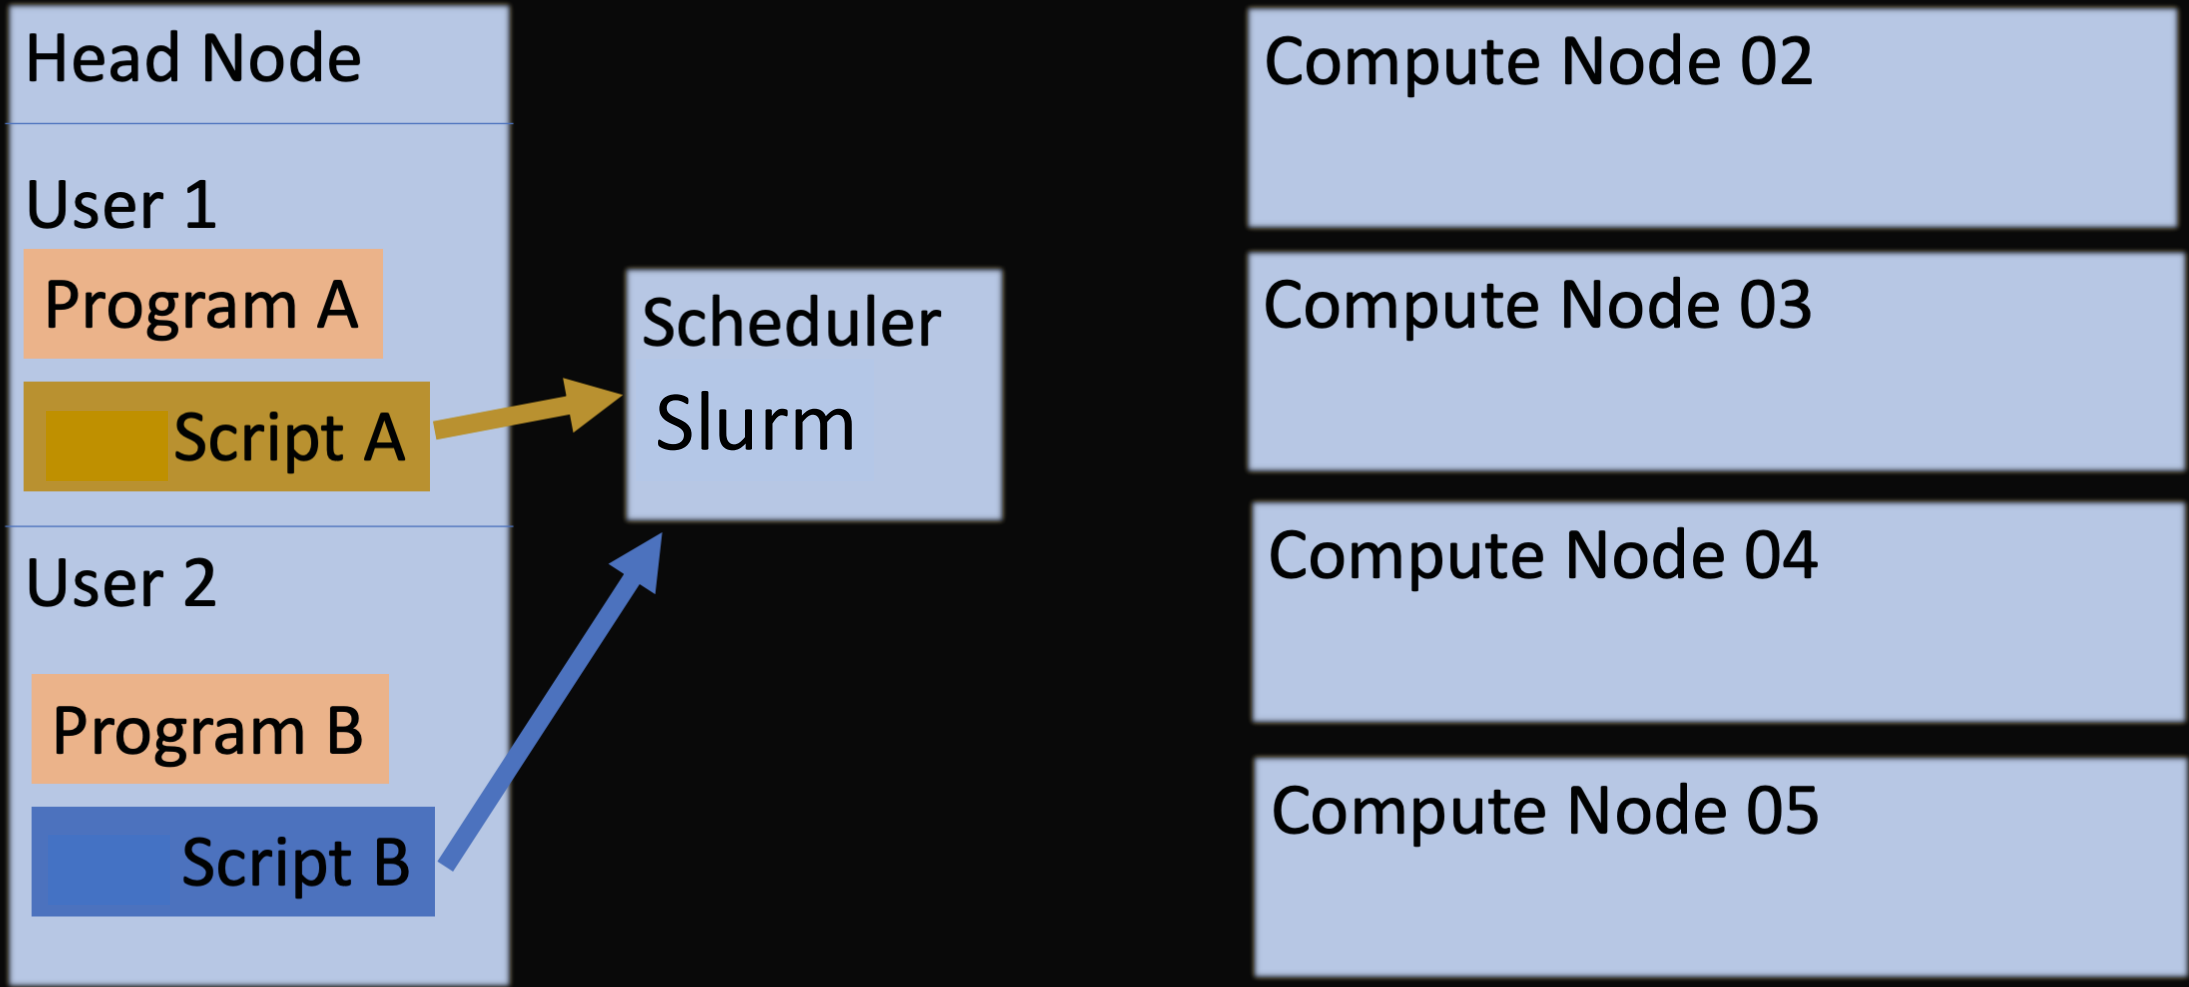 Head Node
User 1
Program A
Script A
User 2
Program B
Script B
Scheduler
Slurm
Compute Node 02
Compute Node 03
Compute Node 04
Compute Node 05